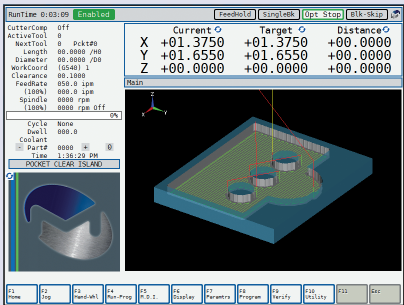 RunTime 0:03:09 Enabled FeedHold SingleBk Opt Stop Blk-Skip
CutterComp Off
ActiveTool 0
NextTool 0 Pckt#0
Length 00.0000 /H0
Diameter 00.0000 /D0
WorkCoord (G540) 1
Clearance 00.1000
FeedRate 050.0 ipm
(100%) 000.0 ipm
Spindle 0000 rpm
(100%) 0000 rpm Off
0%
Cycle None
Dwell 000.0
Coolant
- Part# 0000 + 0
Time 1:36:29 PM
POCKET CLEAR ISLAND
Current Target Distance
X +01.3750 +01.3750 +00.0000
Y +01.6550 +01.6550 +00.0000
Z +00.0000 +00.0000 +00.0000
Main
Z
X
Y
F1 Home
F2 Jog
F3 Hand-Whl
F4 Run-Prog
F5 M.D.I.
F6 Display
F7 Paramtrs
F8 Program
F9 Verify
F10 Utility
F11
Esc